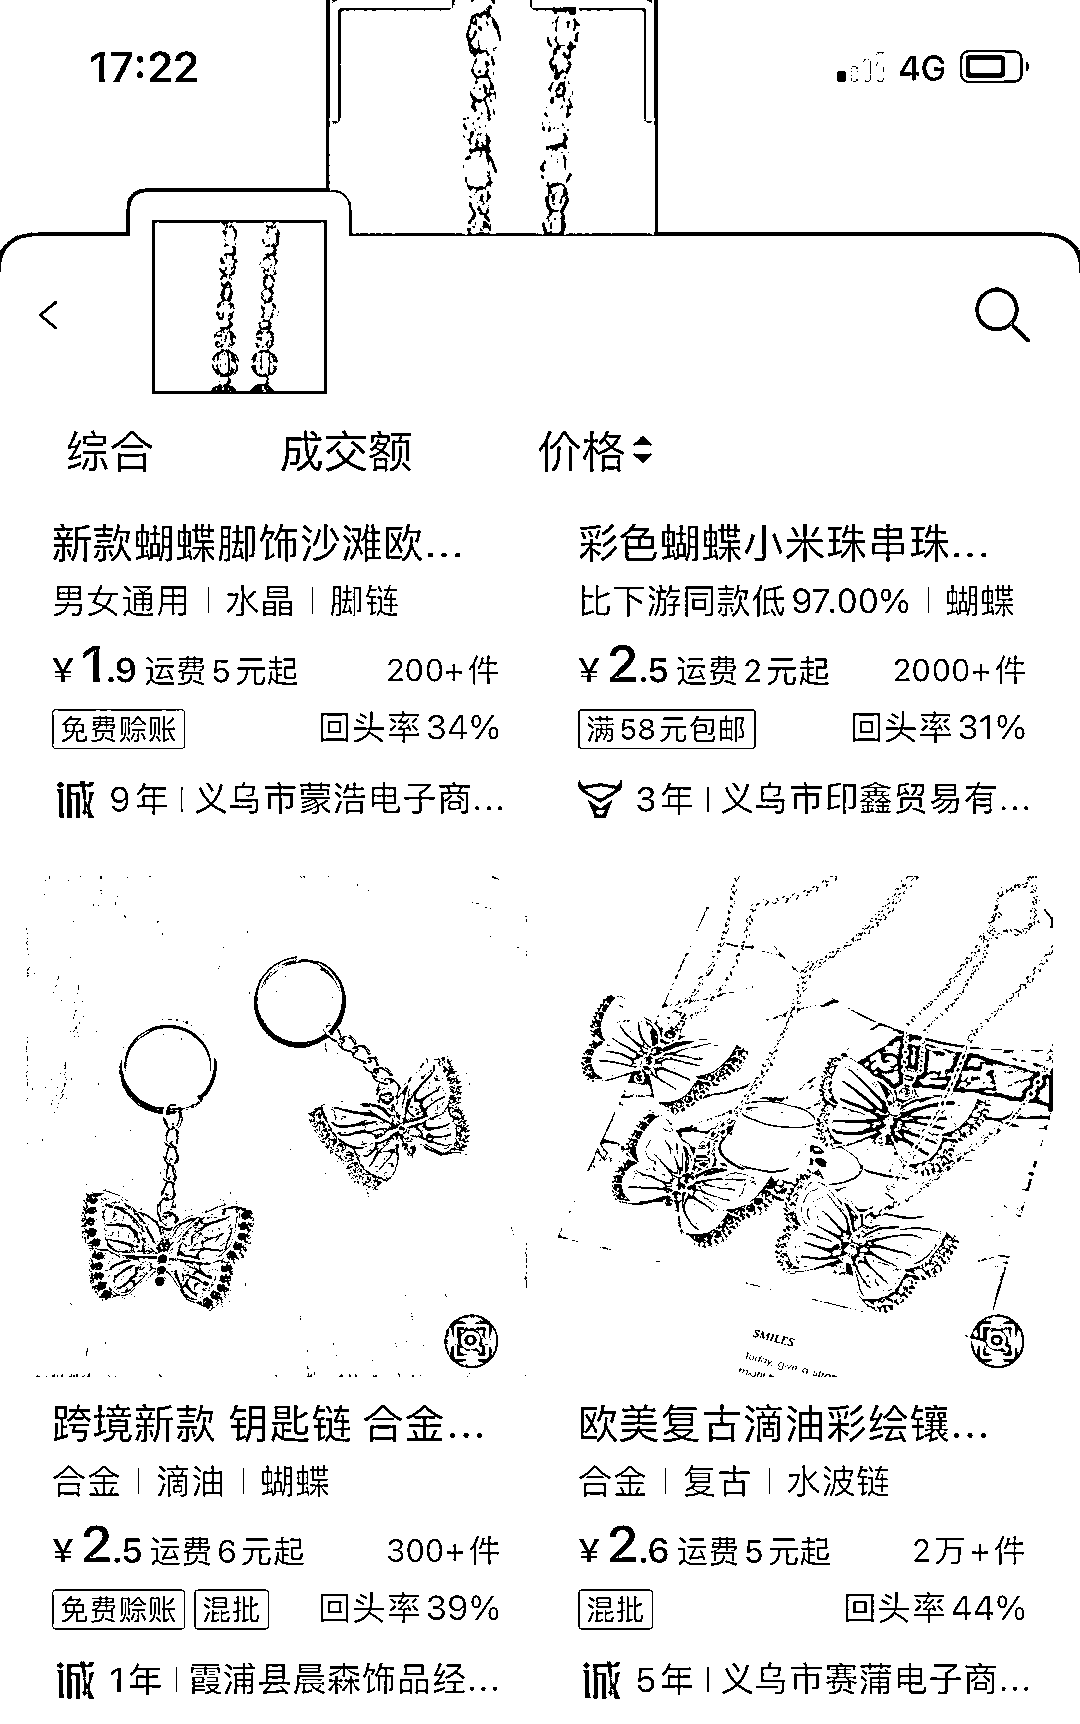 17:22
4G
综合 成交额 价格
新款蝴蝶脚饰沙滩欧...
男女通用 | 水晶 | 脚链
¥1.9 运费5元起 200+件
免费赊账 回头率34%
诚 9年 | 义乌市蒙浩电子商...
彩色蝴蝶小米珠串珠...
比下游同款低97.00% | 蝴蝶
¥2.5 运费2元起 2000+件
满58元包邮 回头率31%
3年 | 义乌市印鑫贸易有...
SMILES
跨境新款 钥匙链 合金...
合金 | 滴油 | 蝴蝶
¥2.5 运费6元起 300+件
免费赊账 混批 回头率39%
诚 1年 | 霞浦县晨森饰品经...
欧美复古滴油彩绘镶...
合金 | 复古 | 水波链
¥2.6 运费5元起 2万+件
混批 回头率44%
诚 5年 | 义乌市赛蒲电子商...